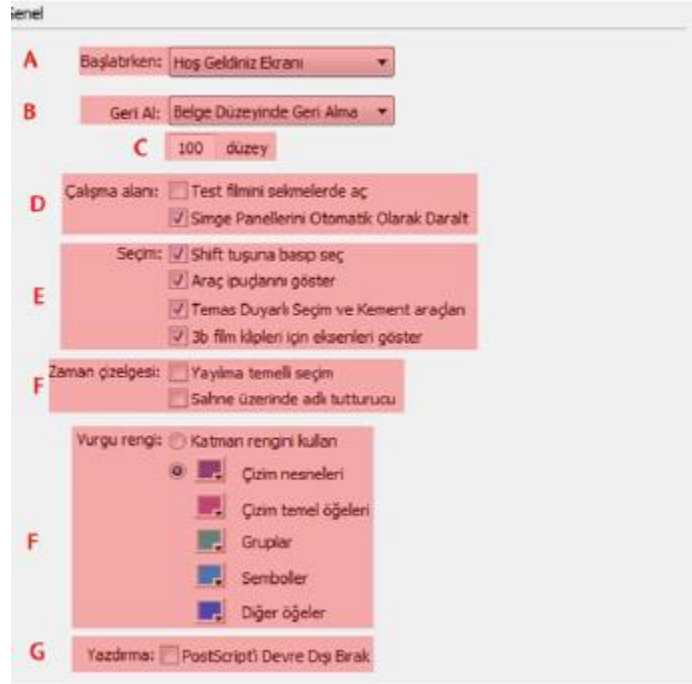 Genel
A Başlatırken: Hoş Geldiniz Ekranı
B Geri Al: Belge Düzeyinde Geri Alma
C 100 düzey
D Çalışma alanı: Test filmini sekmelerde aç
Simge Panellerini Otomatik Olarak Daralt
E Seçim: Shift tuşuna basıp seç
Araç ipuçlarını göster
Temas Duyarlı Seçim ve Kement araçları
3b film klipleri için eksenleri göster
F Zaman çizelgesi: Yayılma temelli seçim
Sahne üzerinde adlı tutturucu
Vurgu rengi: Katman rengini kullan
Çizim nesneleri
Çizim temel öğeleri
F Gruplar
Semboller
Diğer öğeler
G Yazdırma: PostScript'i Devre Dışı Bırak